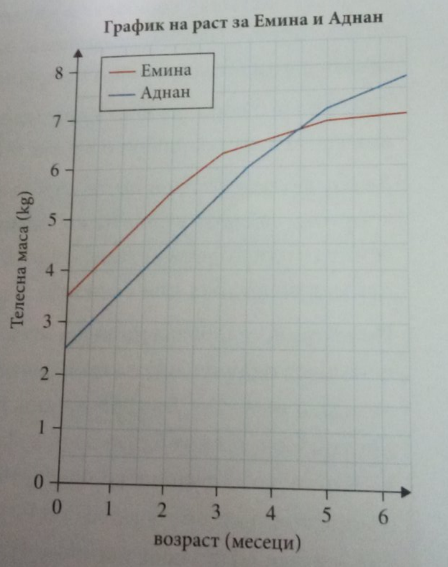 График на раст за Емина и Аднан
Емина
Аднан
Телесна маса (kg)
8
7
6
5
4
3
2
1
0
0 1 2 3 4 5 6
возраст (месеци)